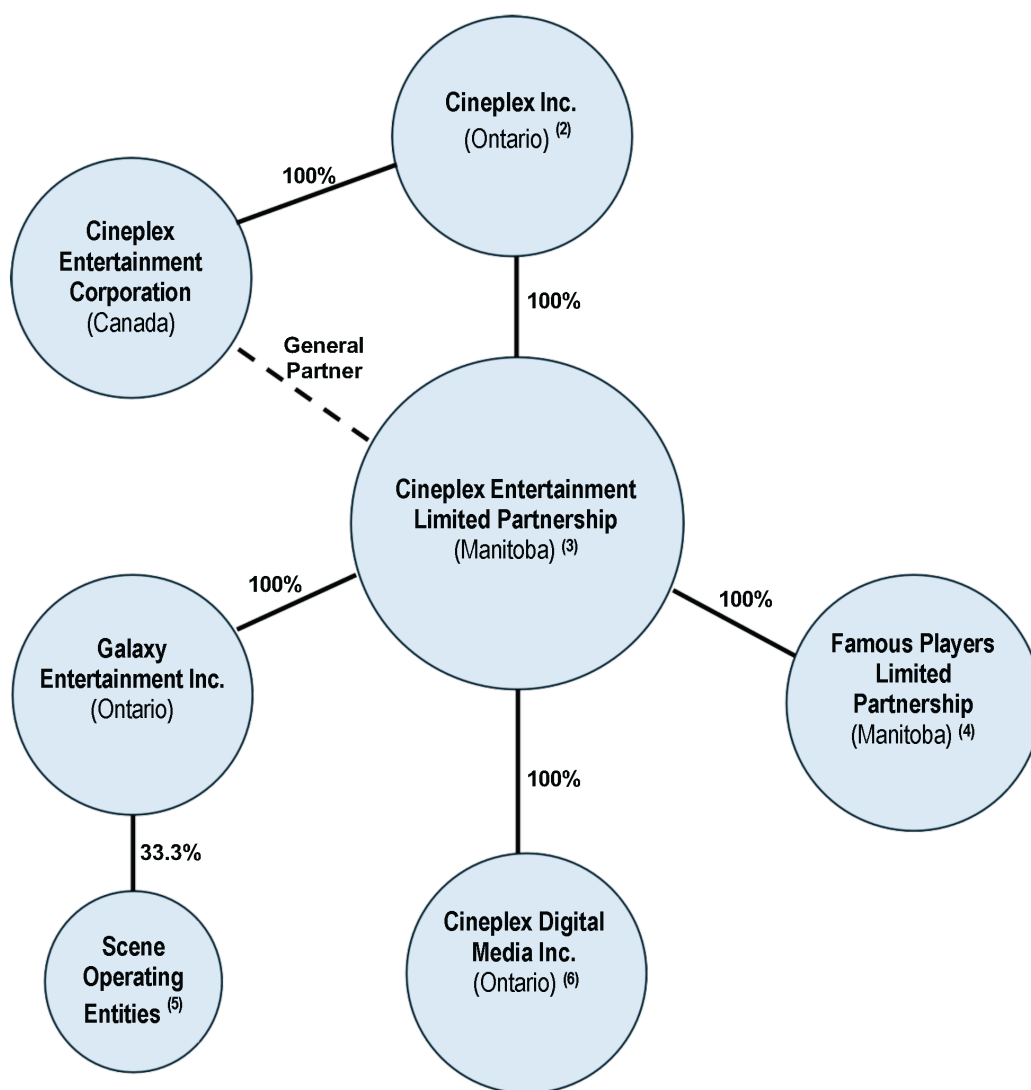 Cineplex Inc.
(Ontario) (2)
100%
Cineplex
Entertainment
Corporation
(Canada)
100%
General
Partner
Cineplex Entertainment
Limited Partnership
(Manitoba) (3)
100%
100%
Galaxy
Entertainment Inc.
(Ontario)
Famous Players
Limited
Partnership
(Manitoba) (4)
100%
33.3%
Scene
Operating
Entities (5)
Cineplex Digital
Media Inc.
(Ontario) (6)